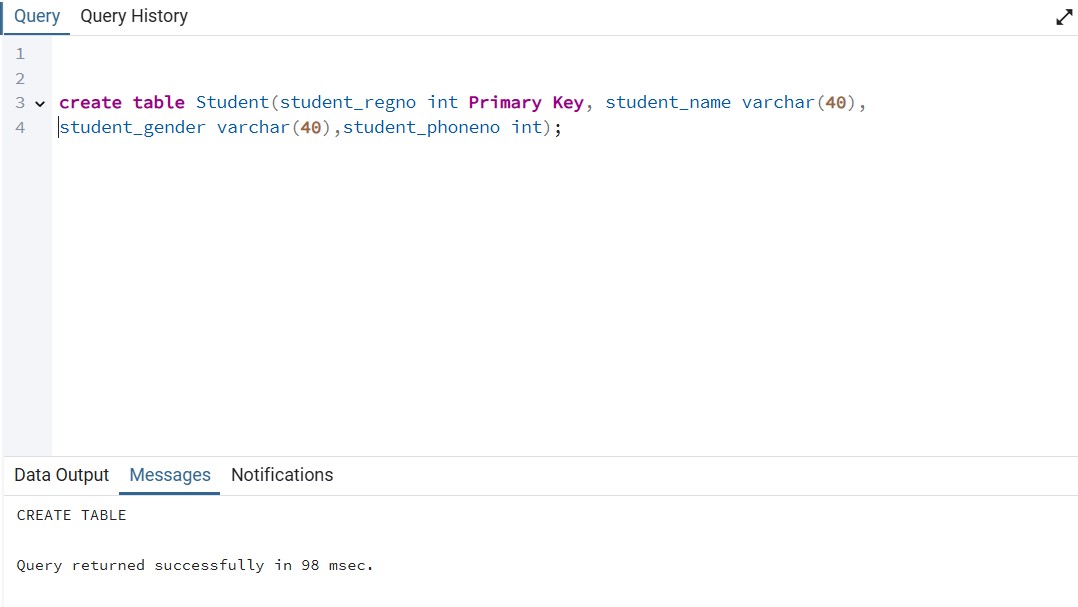 Query Query History
1
2
3 create table Student(student_regno int Primary Key, student_name varchar(40),
4 student_gender varchar(40),student_phoneno int);
Data Output Messages Notifications
CREATE TABLE
Query returned successfully in 98 msec.